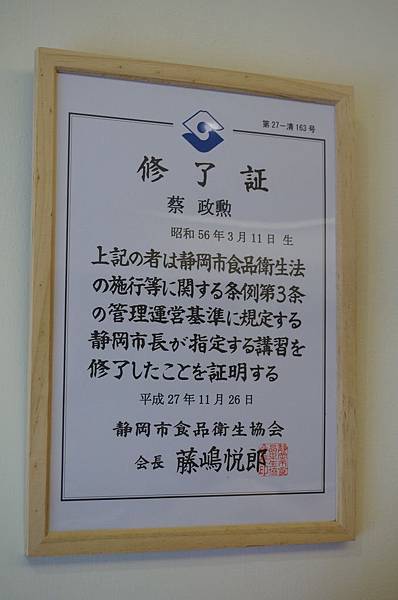 第27-清163号
修了証
蔡 政勲
昭和56年3月11日 生
上記の者は静岡市食品衛生法
の施行等に関する条例第3条
の管理運営基準に規定する
静岡市長が指定する講習を
修了したことを証明する
平成27年11月26日
静岡市食品衛生協会
会長 藤嶋悦郎